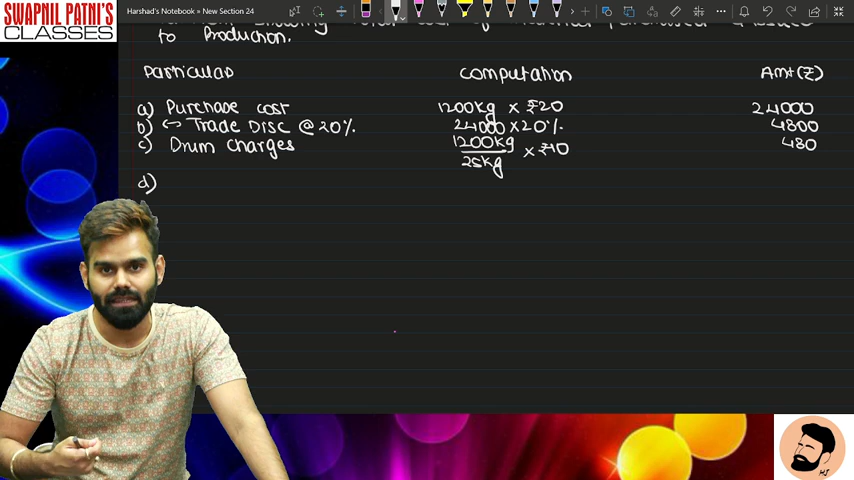 SWAPNIL PATNI'S
CLASSES
Harshad's Notebook » New Section 24
to Production.
Particulars
Computation
Amt(₹)
a) Purchase cost
1200kg x ₹20
24000
b) (-) Trade Disc @ 20%.
24000 x 20%.
4800
c) Drum charges
1200kg
25kg
x ₹10
480
d)
HS